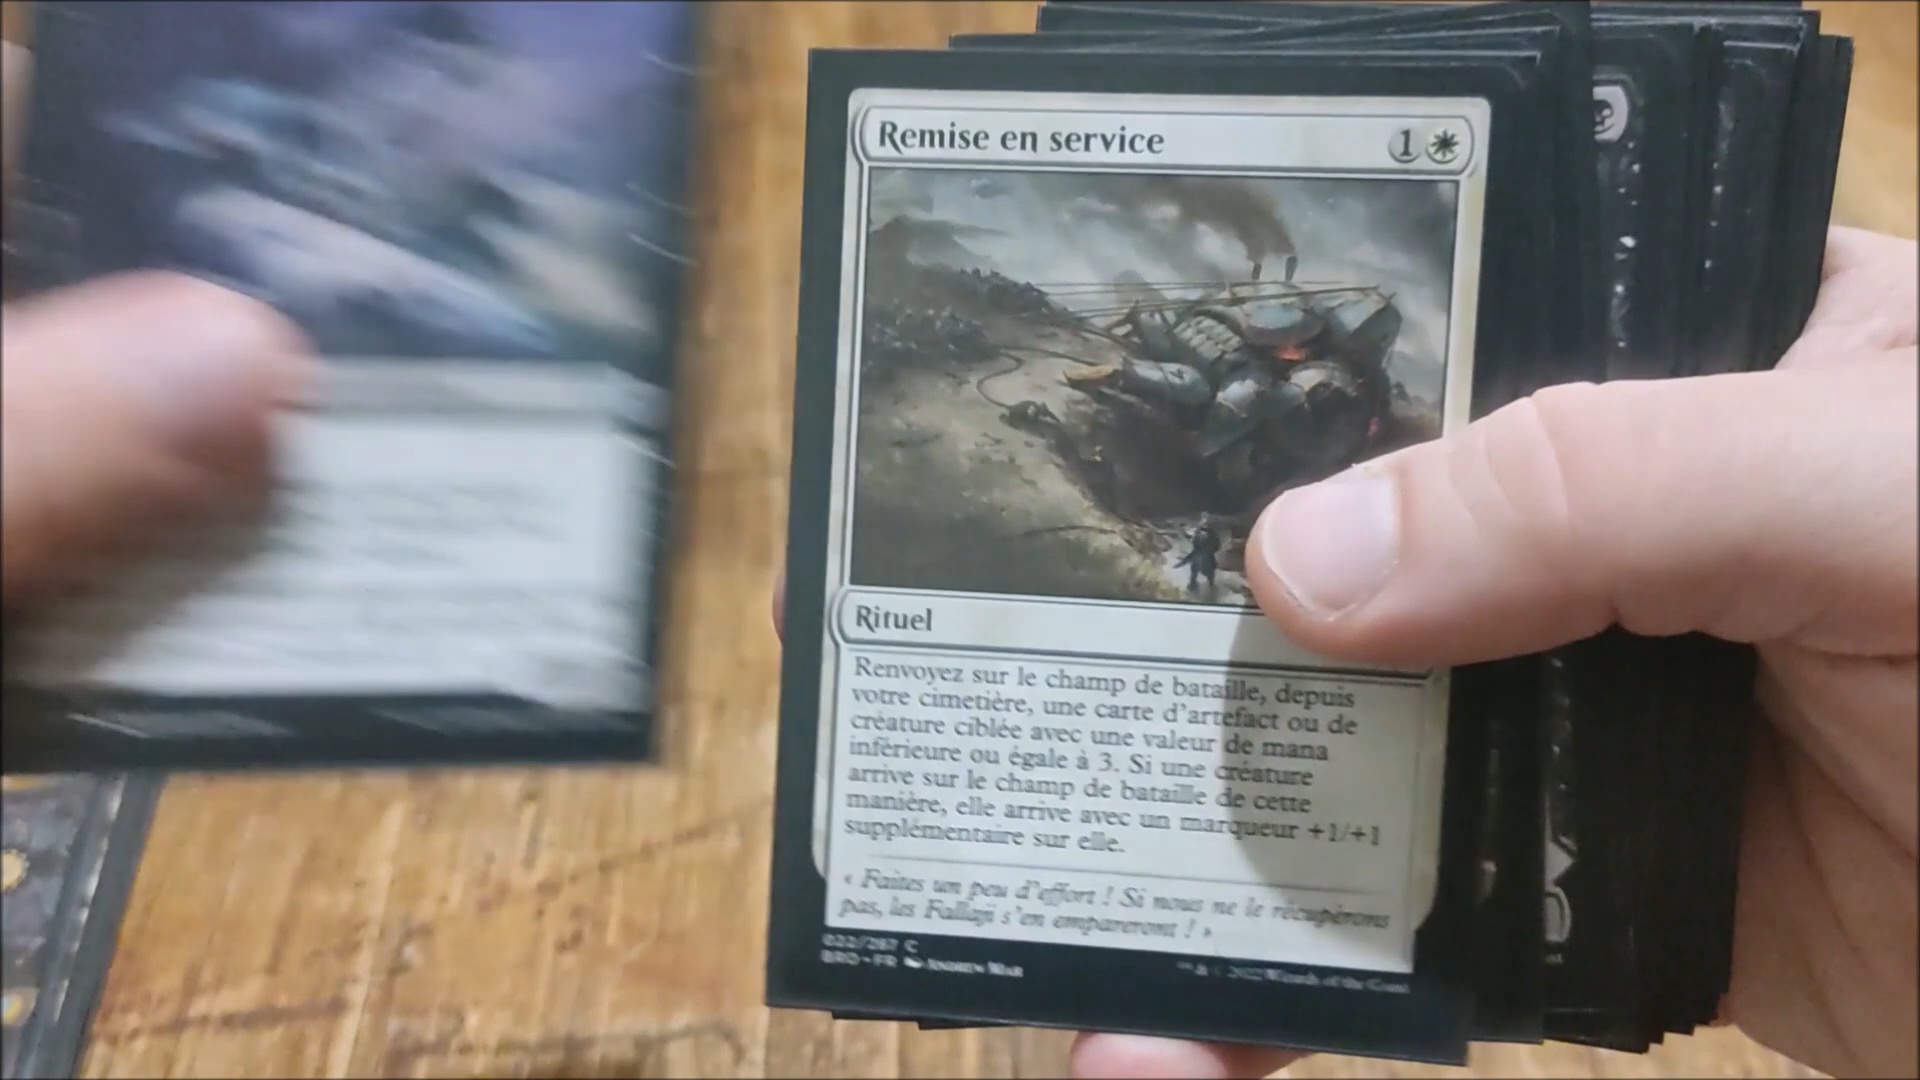 Remise en service 1
Rituel
Renvoyez sur le champ de bataille, depuis
votre cimetière, une carte d'artefact ou de
créature ciblée avec une valeur de mana
inférieure ou égale à 3. Si une créature
arrive sur le champ de bataille de cette
manière, elle arrive avec un marqueur +1/+1
supplémentaire sur elle.
« Faites un peu d'effort ! Si nous ne le récupérons
pas, les Fallaji s'en empareront ! »
022/287 C
BRO • FR Andrew Mar
™ & © 2022 Wizards of the Coast